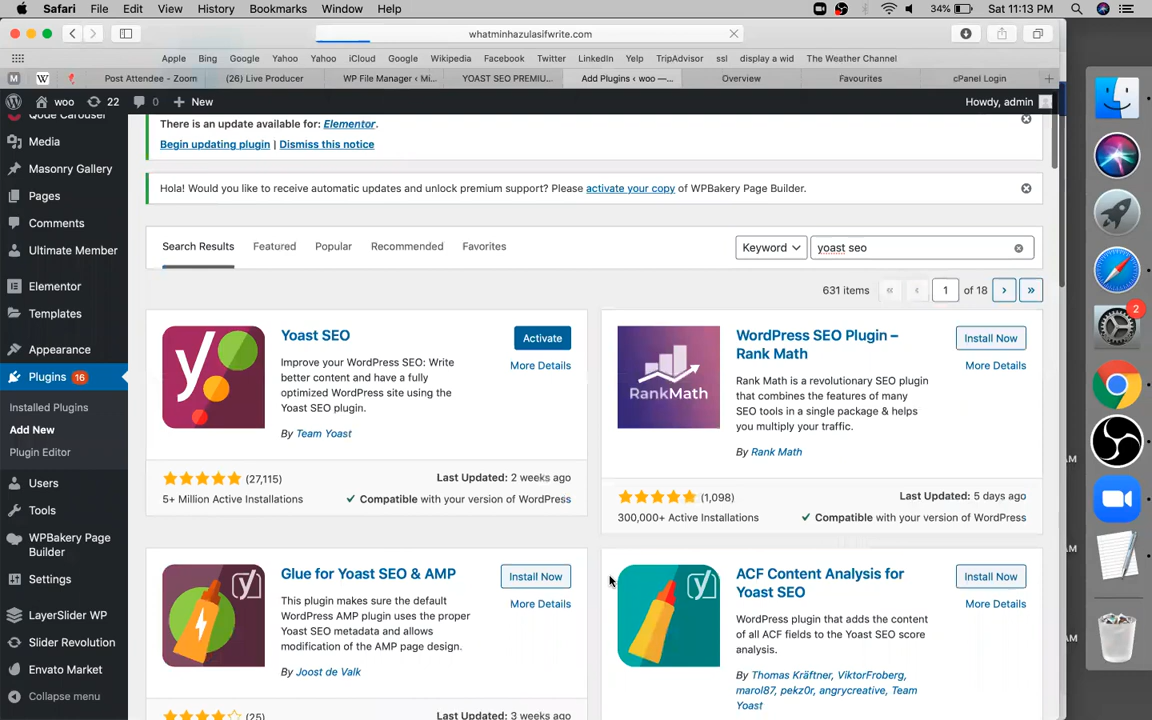 Safari File Edit View History Bookmarks Window Help 34% Sat 11:13 PM
whatminhazulasifwrite.com
Apple Bing Google Yahoo Yahoo iCloud Google Wikipedia Facebook Twitter LinkedIn Yelp TripAdvisor ssl display a wid The Weather Channel
M W Post Attendee - Zoom (26) Live Producer WP File Manager ‹ Mi... YOAST SEO PREMIU... Add Plugins ‹ woo —... Overview Favourites cPanel Login
woo 22 0 New Howdy, admin
Qode Carousel
Media
Masonry Gallery
Pages
Comments
Ultimate Member
Elementor
Templates
Appearance
Plugins 16
Installed Plugins
Add New
Plugin Editor
Users
Tools
WPBakery Page
Builder
Settings
LayerSlider WP
Slider Revolution
Envato Market
Collapse menu
There is an update available for: Elementor.
Begin updating plugin | Dismiss this notice
Hola! Would you like to receive automatic updates and unlock premium support? Please activate your copy of WPBakery Page Builder.
Search Results Featured Popular Recommended Favorites Keyword yoast seo
631 items « ‹ 1 of 18 › »
Yoast SEO
Activate
More Details
Improve your WordPress SEO: Write
better content and have a fully
optimized WordPress site using the
Yoast SEO plugin.
By Team Yoast
(27,115)
Last Updated: 2 weeks ago
5+ Million Active Installations
Compatible with your version of WordPress
RankMath
WordPress SEO Plugin –
Rank Math
Install Now
More Details
Rank Math is a revolutionary SEO plugin
that combines the features of many
SEO tools in a single package & helps
you multiply your traffic.
By Rank Math
(1,098)
Last Updated: 5 days ago
300,000+ Active Installations
Compatible with your version of WordPress
Glue for Yoast SEO & AMP
Install Now
More Details
This plugin makes sure the default
WordPress AMP plugin uses the proper
Yoast SEO metadata and allows
modification of the AMP page design.
By Joost de Valk
(25)
Last Updated: 3 weeks ago
ACF Content Analysis for
Yoast SEO
Install Now
More Details
WordPress plugin that adds the content
of all ACF fields to the Yoast SEO score
analysis.
By Thomas Kräftner, ViktorFroberg,
marol87, pekz0r, angrycreative, Team
Yoast
2
AM
AM
AM